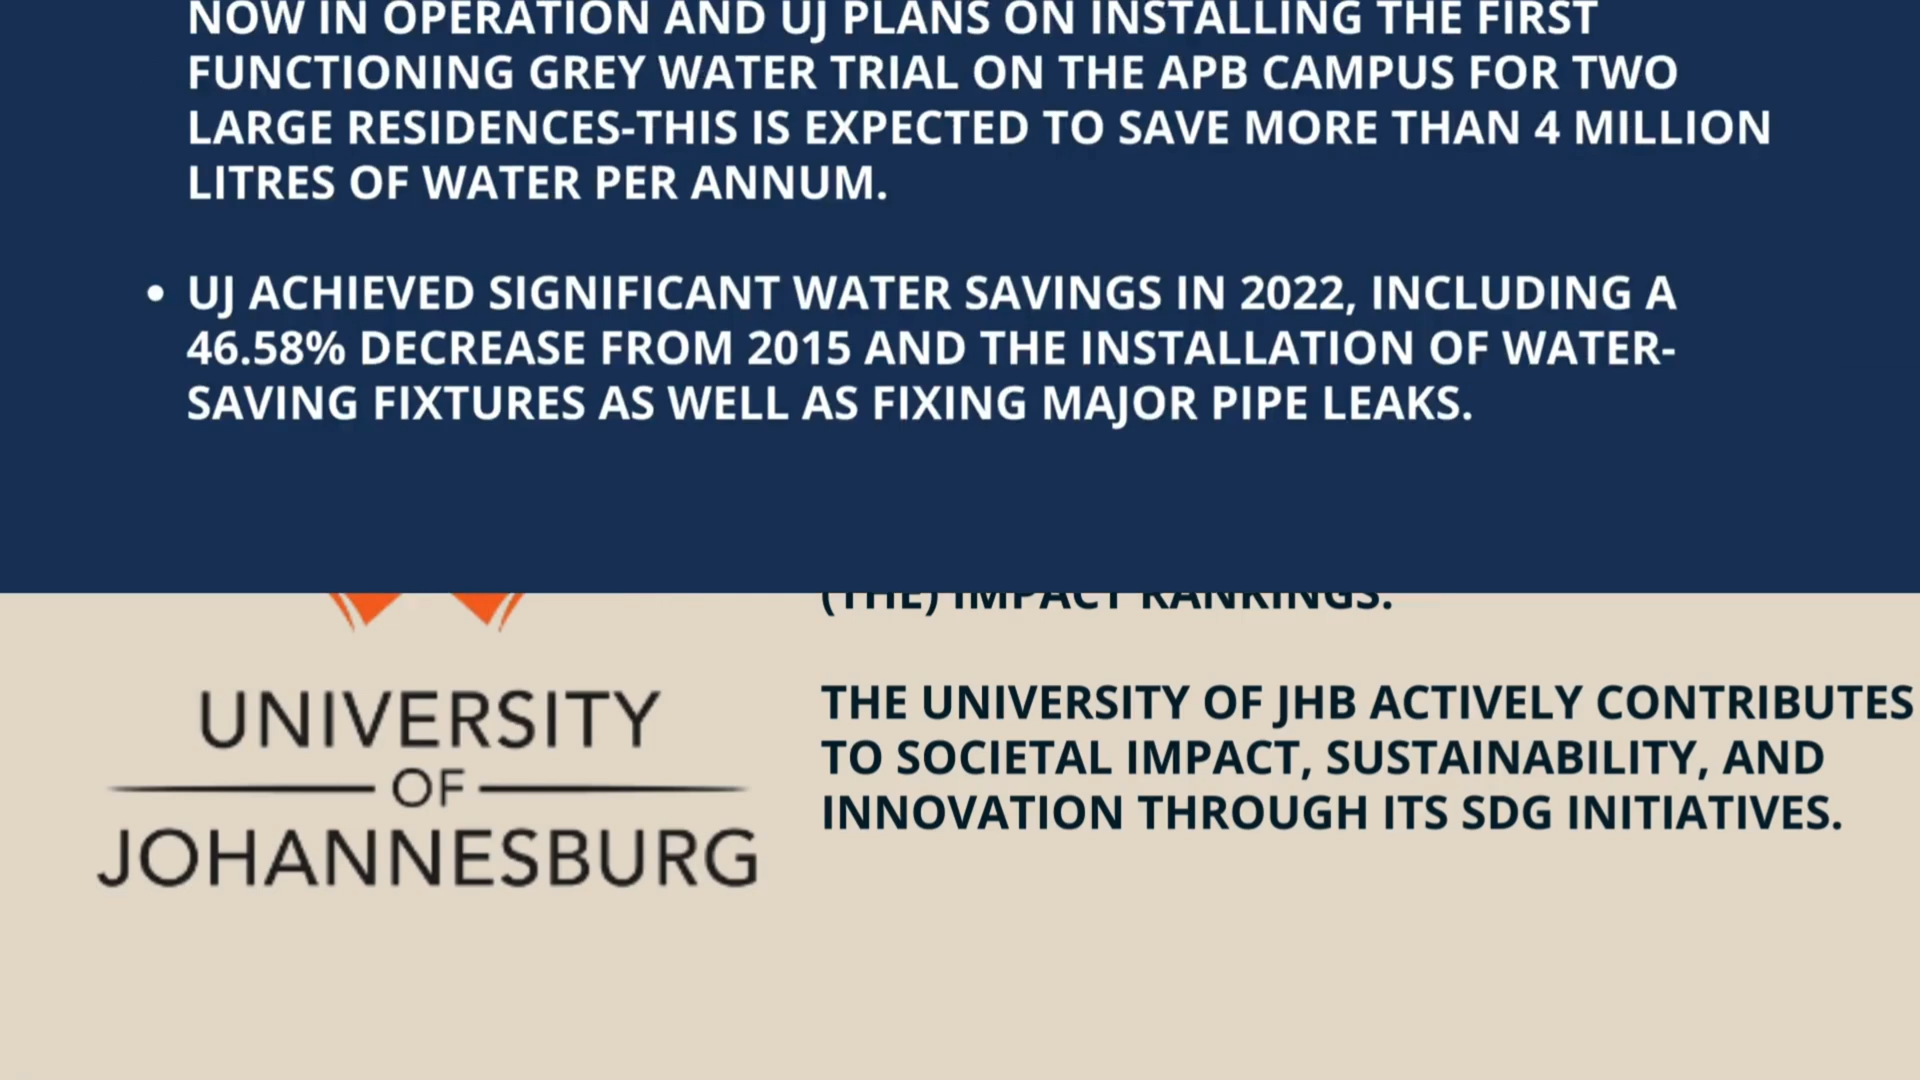 NOW IN OPERATION AND UJ PLANS ON INSTALLING THE FIRST
FUNCTIONING GREY WATER TRIAL ON THE APB CAMPUS FOR TWO
LARGE RESIDENCES-THIS IS EXPECTED TO SAVE MORE THAN 4 MILLION
LITRES OF WATER PER ANNUM.
• UJ ACHIEVED SIGNIFICANT WATER SAVINGS IN 2022, INCLUDING A
46.58% DECREASE FROM 2015 AND THE INSTALLATION OF WATER-
SAVING FIXTURES AS WELL AS FIXING MAJOR PIPE LEAKS.
UNIVERSITY
OF
JOHANNESBURG
(THE) IMPACT RANKINGS.
THE UNIVERSITY OF JHB ACTIVELY CONTRIBUTES
TO SOCIETAL IMPACT, SUSTAINABILITY, AND
INNOVATION THROUGH ITS SDG INITIATIVES.